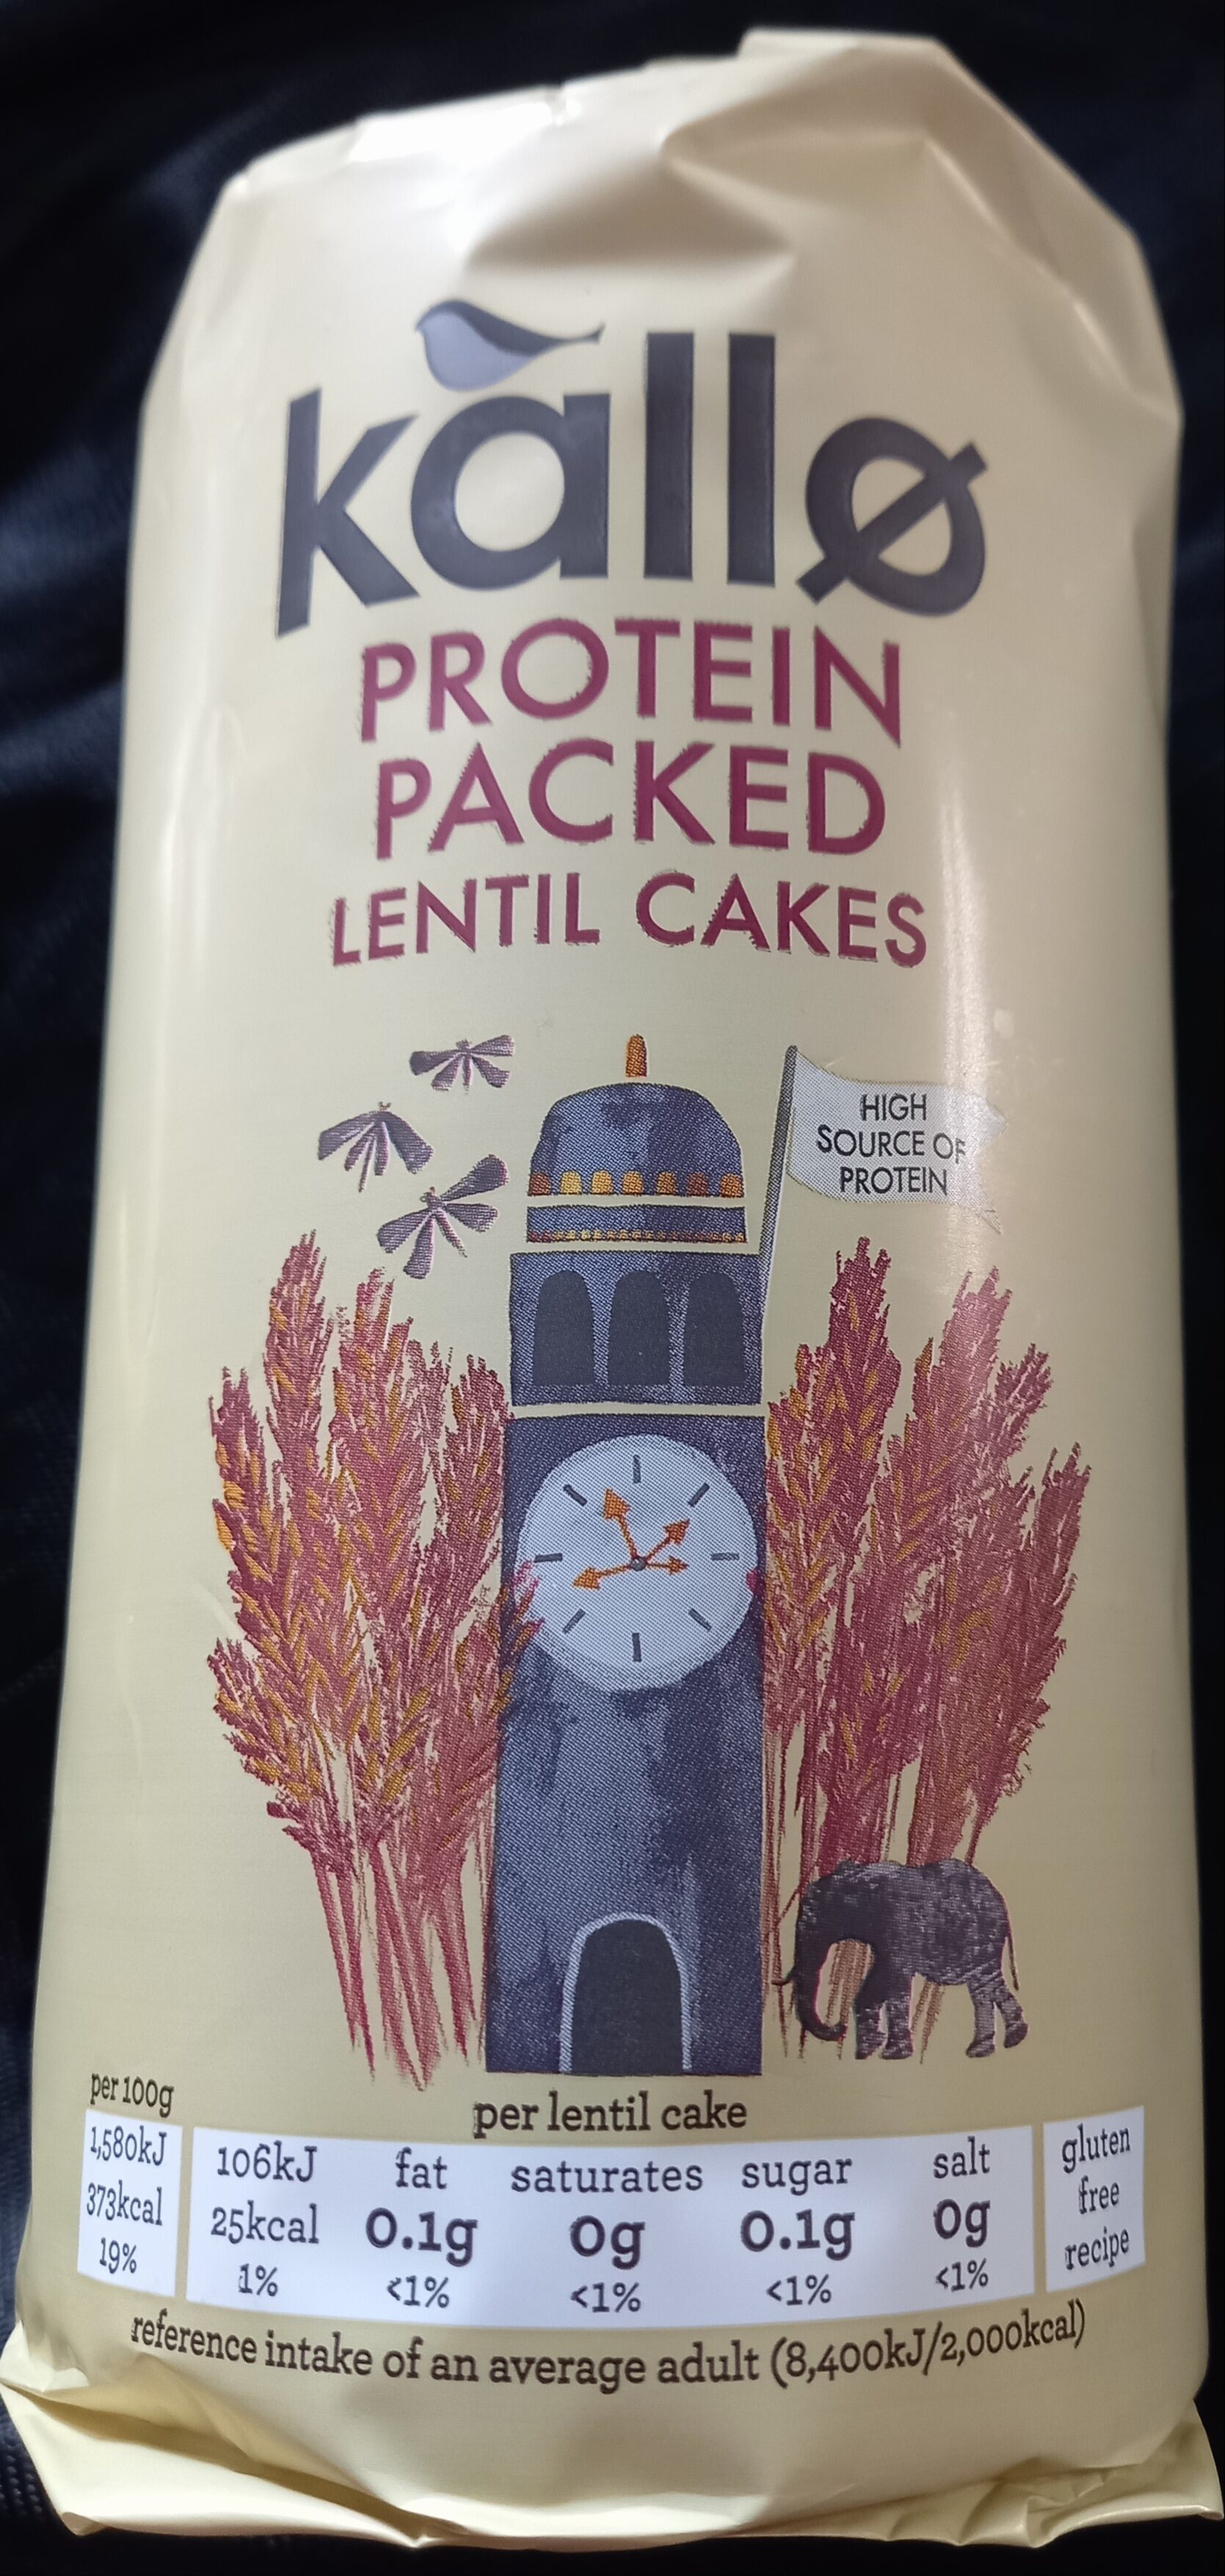 kallø
PROTEIN
PACKED
LENTIL CAKES
HIGH
SOURCE OF
PROTEIN
per 100g
per lentil cake
1,580kJ
373kcal
19%
106kJ fat saturates sugar salt
25kcal 0.1g 0g 0.1g 0g
1% <1% <1% <1% <1%
gluten
free
recipe
reference intake of an average adult (8,400kJ/2,000kcal)